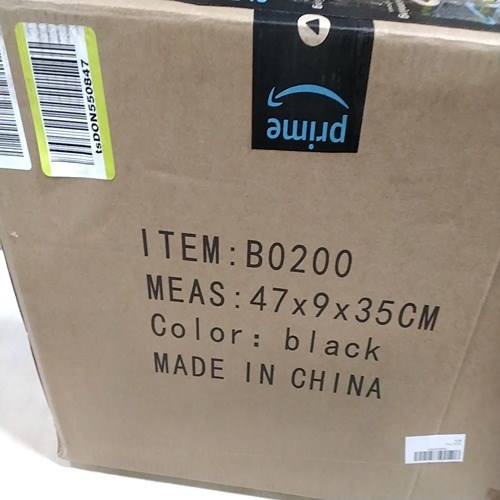 prime
tsDON550847
ITEM:B0200
MEAS:47x9x35CM
Color: black
MADE IN CHINA